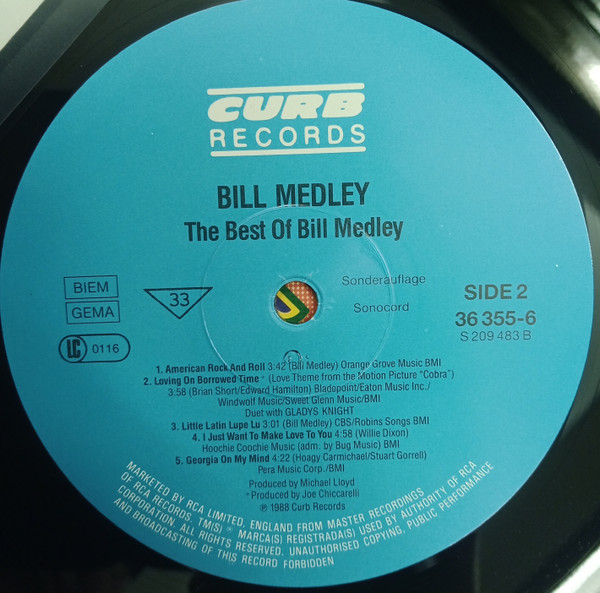 CURB
RECORDS
BILL MEDLEY
The Best Of Bill Medley
BIEM
GEMA
33
LC 0116
Sonderauflage
Sonocord
SIDE 2
36 355-6
S 209 483 B
1. American Rock And Roll 3:42 (Bill Medley) Orange Grove Music BMI
2. Loving On Borrowed Time * (Love Theme from the Motion Picture "Cobra")
3:58 (Brian Short/Edward Hamilton) Bladepoint/Eaton Music Inc./
Windwolf Music/Sweet Glenn Music/BMI
Duet with GLADYS KNIGHT
3. Little Latin Lupe Lu 3:01 (Bill Medley) CBS/Robins Songs BMI
4. I Just Want To Make Love To You 4:58 (Willie Dixon)
Hoochie Coochie Music (adm. by Bug Music) BMI
5. Georgia On My Mind 4:22 (Hoagy Carmichael/Stuart Gorrell)
Pera Music Corp./BMI
Produced by Michael Lloyd
* Produced by Joe Chiccarelli
℗ 1988 Curb Records
MARKETED BY RCA LIMITED, ENGLAND FROM MASTER RECORDINGS
OF RCA RECORDS. TM(S) ® MARCA(S) REGISTRADA(S) USED BY AUTHORITY OF RCA
CORPORATION. ALL RIGHTS RESERVED. UNAUTHORISED COPYING, PUBLIC PERFORMANCE
AND BROADCASTING OF THIS RECORD FORBIDDEN